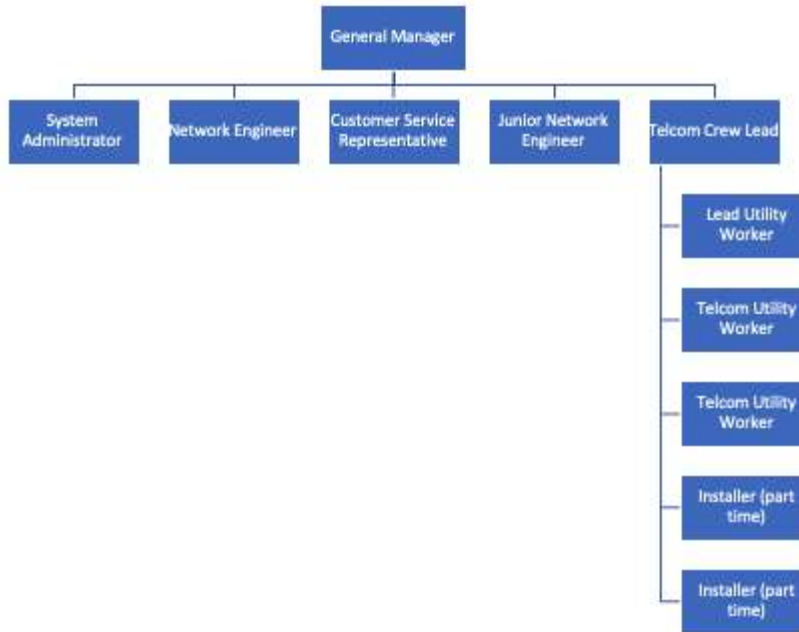 General Manager
System
Administrator
Network Engineer
Customer Service
Representative
Junior Network
Engineer
Telcom Crew Lead
Lead Utility
Worker
Telcom Utility
Worker
Telcom Utility
Worker
Installer (part
time)
Installer (part
time)